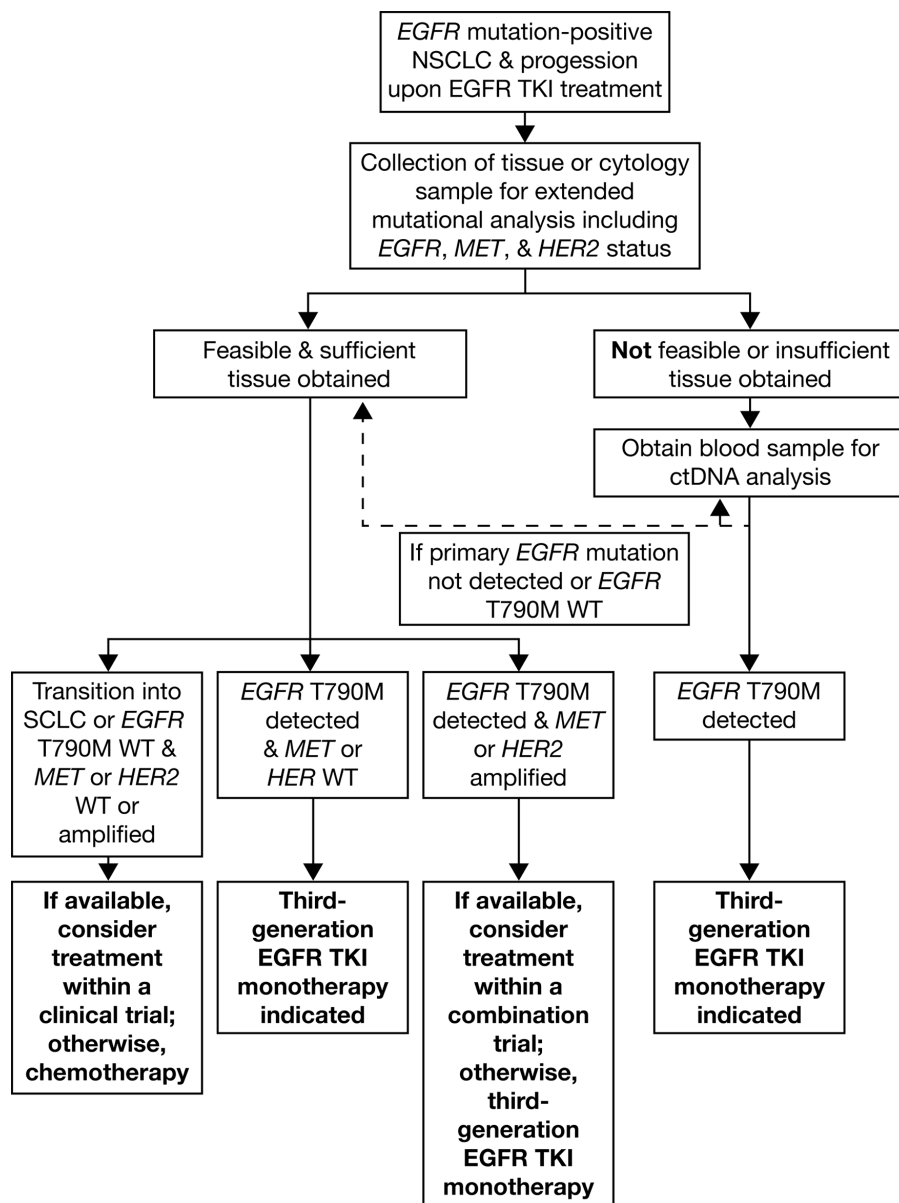 EGFR mutation-positive
NSCLC & progession
upon EGFR TKI treatment
Collection of tissue or cytology
sample for extended
mutational analysis including
EGFR, MET, & HER2 status
Feasible & sufficient
tissue obtained
Not feasible or insufficient
tissue obtained
Obtain blood sample for
ctDNA analysis
If primary EGFR mutation
not detected or EGFR
T790M WT
Transition into
SCLC or EGFR
T790M WT &
MET or HER2
WT or
amplified
EGFR T790M
detected
& MET or
HER WT
EGFR T790M
detected & MET
or HER2
amplified
EGFR T790M
detected
If available,
consider
treatment
within a
clinical trial;
otherwise,
chemotherapy
Third-
generation
EGFR TKI
monotherapy
indicated
If available,
consider
treatment
within a
combination
trial;
otherwise,
third-
generation
EGFR TKI
monotherapy
Third-
generation
EGFR TKI
monotherapy
indicated